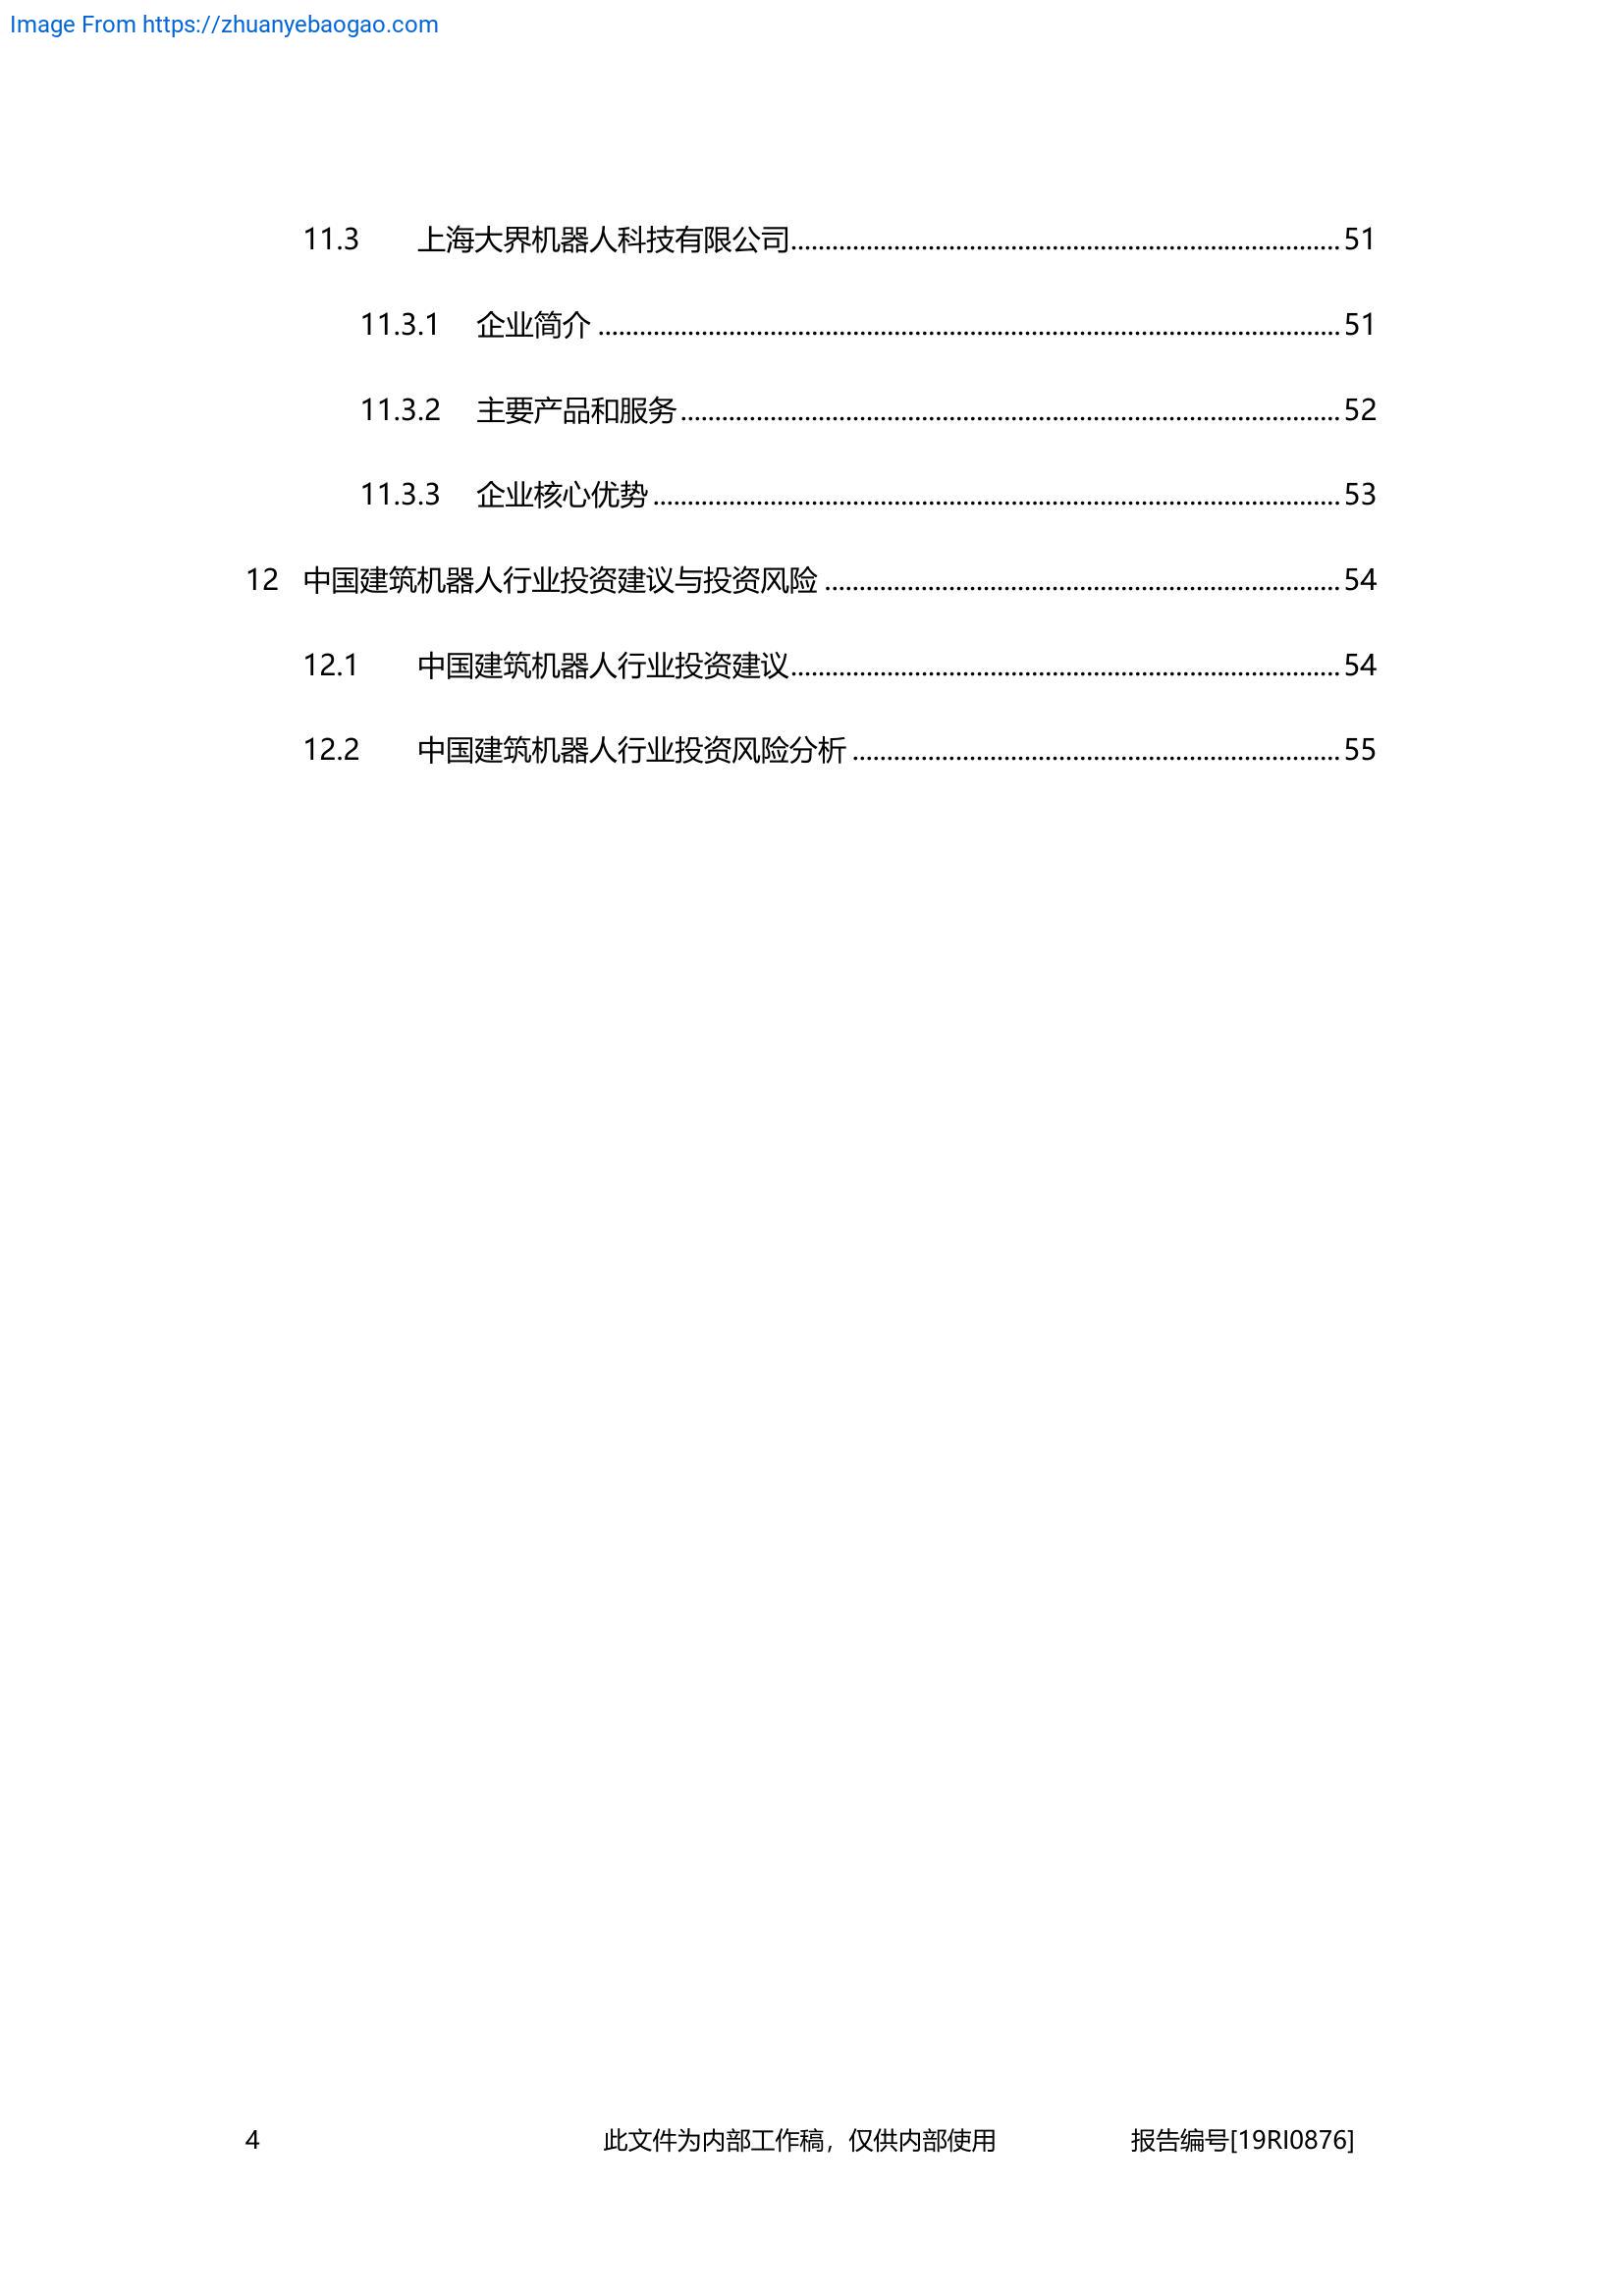 Image From https://zhuanyebaogao.com
11.3 上海大界机器人科技有限公司................................................................................ 51
11.3.1 企业简介 ............................................................................................................ 51
11.3.2 主要产品和服务 ................................................................................................ 52
11.3.3 企业核心优势 .................................................................................................... 53
12 中国建筑机器人行业投资建议与投资风险 ........................................................................... 54
12.1 中国建筑机器人行业投资建议................................................................................ 54
12.2 中国建筑机器人行业投资风险分析 ....................................................................... 55
4 此文件为内部工作稿，仅供内部使用 报告编号[19RI0876]